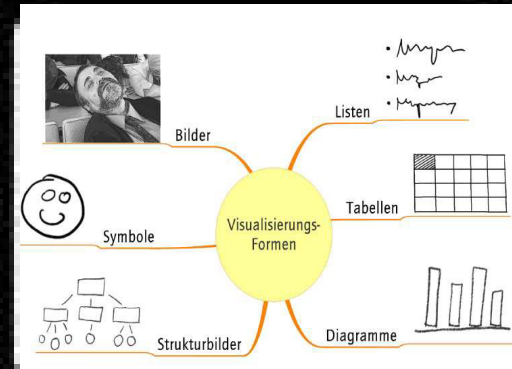 Bilder
Listen
Symbole
Visualisierungs-
Formen
Tabellen
Strukturbilder
Diagramme